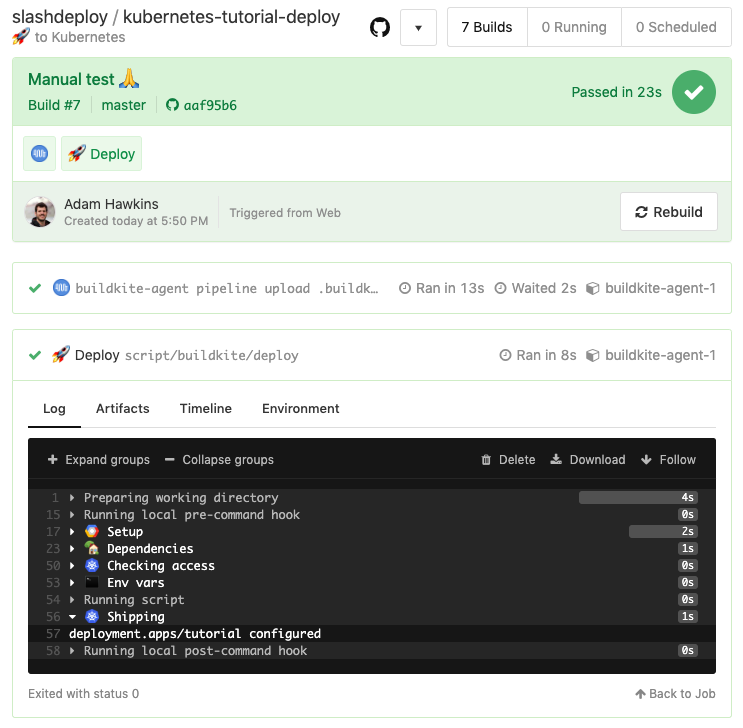 slashdeploy / kubernetes-tutorial-deploy
🚀 to Kubernetes
7 Builds
0 Running
0 Scheduled
Manual test 🙏
Build #7
master
aaf95b6
Passed in 23s
🚀 Deploy
Adam Hawkins
Created today at 5:50 PM
Triggered from Web
Rebuild
buildkite-agent pipeline upload .buildk…
Ran in 13s
Waited 2s
buildkite-agent-1
🚀 Deploy script/buildkite/deploy
Ran in 8s
buildkite-agent-1
Log
Artifacts
Timeline
Environment
Expand groups
Collapse groups
Delete
Download
Follow
1 Preparing working directory 4s
15 Running local pre-command hook 0s
17 Setup 2s
23 Dependencies 1s
50 Checking access 0s
53 Env vars 0s
54 Running script 0s
56 Shipping 1s
57 deployment.apps/tutorial configured
58 Running local post-command hook 0s
Exited with status 0
Back to Job